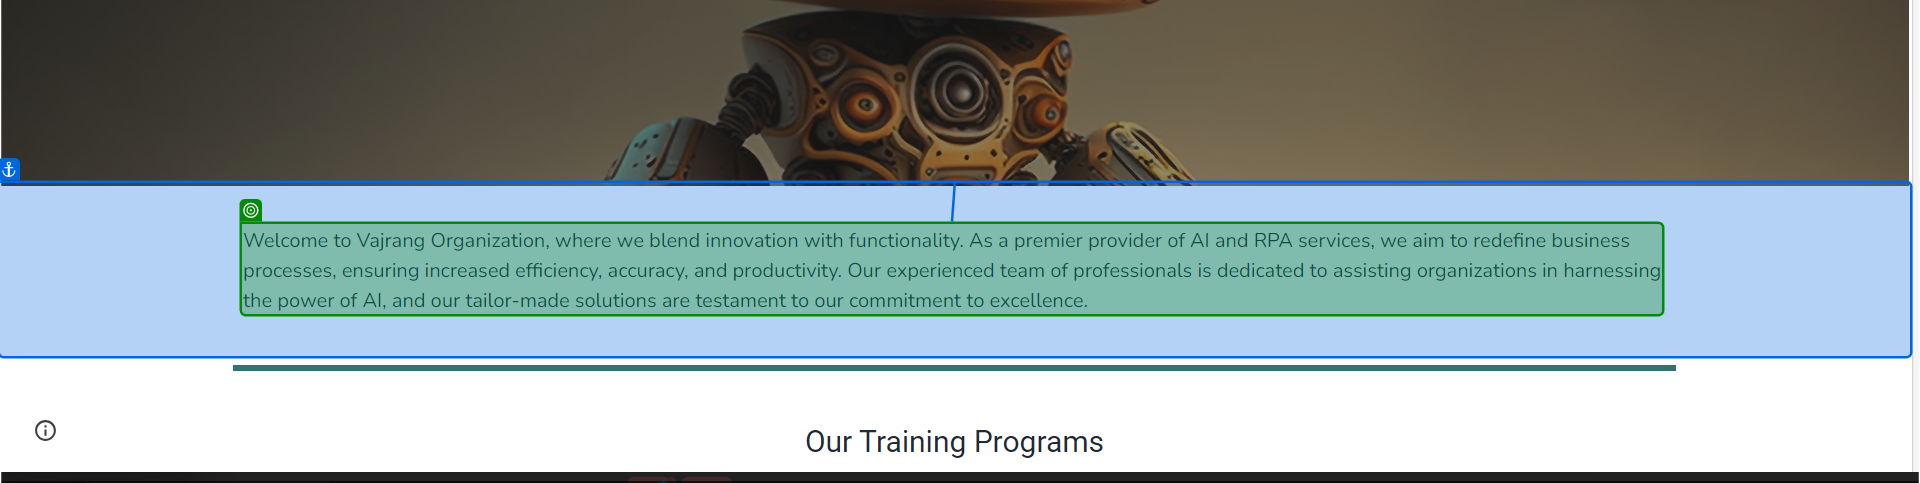 Welcome to Vajrang Organization, where we blend innovation with functionality. As a premier provider of AI and RPA services, we aim to redefine business
processes, ensuring increased efficiency, accuracy, and productivity. Our experienced team of professionals is dedicated to assisting organizations in harnessing
the power of AI, and our tailor-made solutions are testament to our commitment to excellence.
Our Training Programs